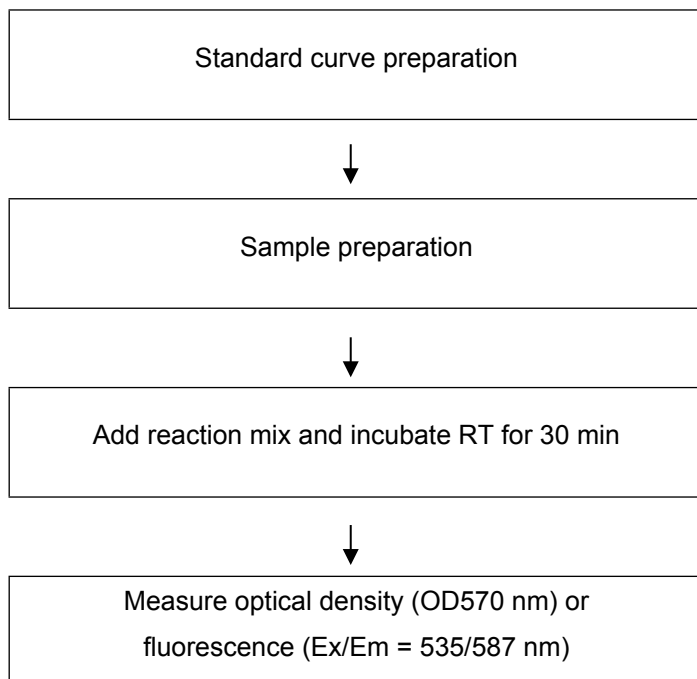 Standard curve preparation
Sample preparation
Add reaction mix and incubate RT for 30 min
Measure optical density (OD570 nm) or
fluorescence (Ex/Em = 535/587 nm)